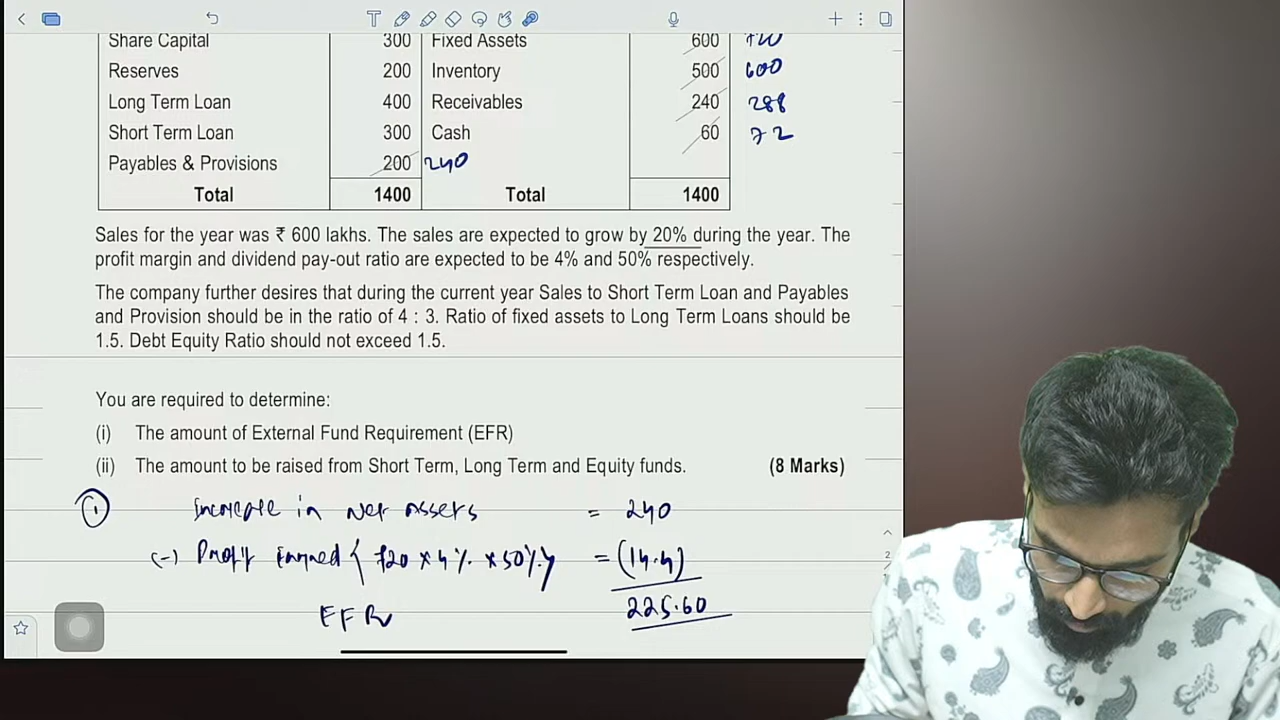 Share Capital 300 Fixed Assets 600 720
Reserves 200 Inventory 500 600
Long Term Loan 400 Receivables 240 288
Short Term Loan 300 Cash 60 72
Payables & Provisions 200 240
Total 1400 Total 1400
Sales for the year was ₹ 600 lakhs. The sales are expected to grow by 20% during the year. The
profit margin and dividend pay-out ratio are expected to be 4% and 50% respectively.
The company further desires that during the current year Sales to Short Term Loan and Payables
and Provision should be in the ratio of 4 : 3. Ratio of fixed assets to Long Term Loans should be
1.5. Debt Equity Ratio should not exceed 1.5.
You are required to determine:
(i) The amount of External Fund Requirement (EFR)
(ii) The amount to be raised from Short Term, Long Term and Equity funds. (8 Marks)
① Increase in Net Assets = 240
(-) Profit Earned { 720 × 4% × 50% } = (14.4)
EFR 225.60
2